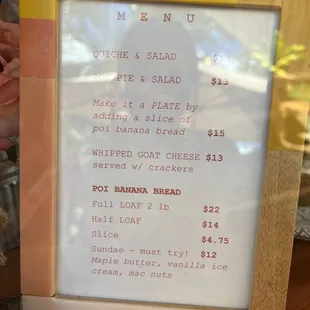 MENU
QUICHE & SALAD $13
PIE & SALAD $13
Make it a PLATE by
adding a slice of
poi banana bread $15
WHIPPED GOAT CHEESE $13
served w/ crackers
POI BANANA BREAD
Full LOAF 2 lb $22
Half LOAF $14
Slice $4.75
Sundae - must try! $12
Maple butter, vanilla ice
cream, mac nuts